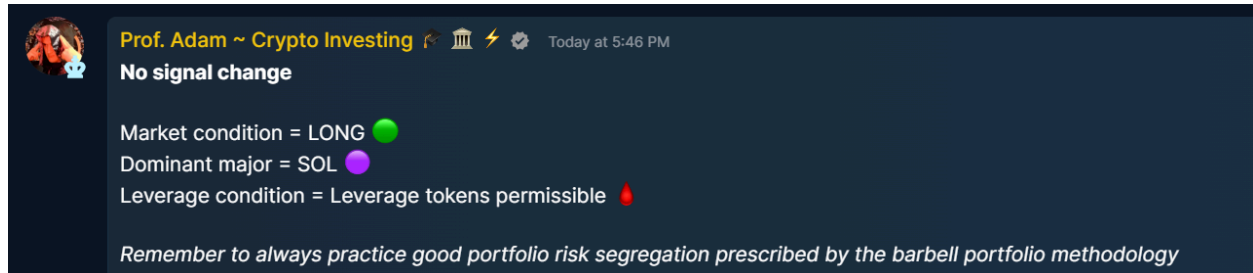 Prof. Adam ~ Crypto Investing 🎓 🏛 ⚡ Today at 5:46 PM
No signal change
Market condition = LONG 🟢
Dominant major = SOL 🟣
Leverage condition = Leverage tokens permissible 🩸
Remember to always practice good portfolio risk segregation prescribed by the barbell portfolio methodology